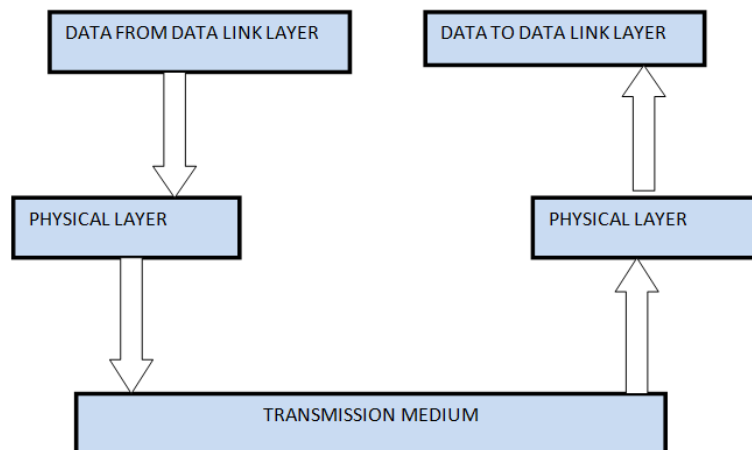 DATA FROM DATA LINK LAYER
DATA TO DATA LINK LAYER
PHYSICAL LAYER
PHYSICAL LAYER
TRANSMISSION MEDIUM